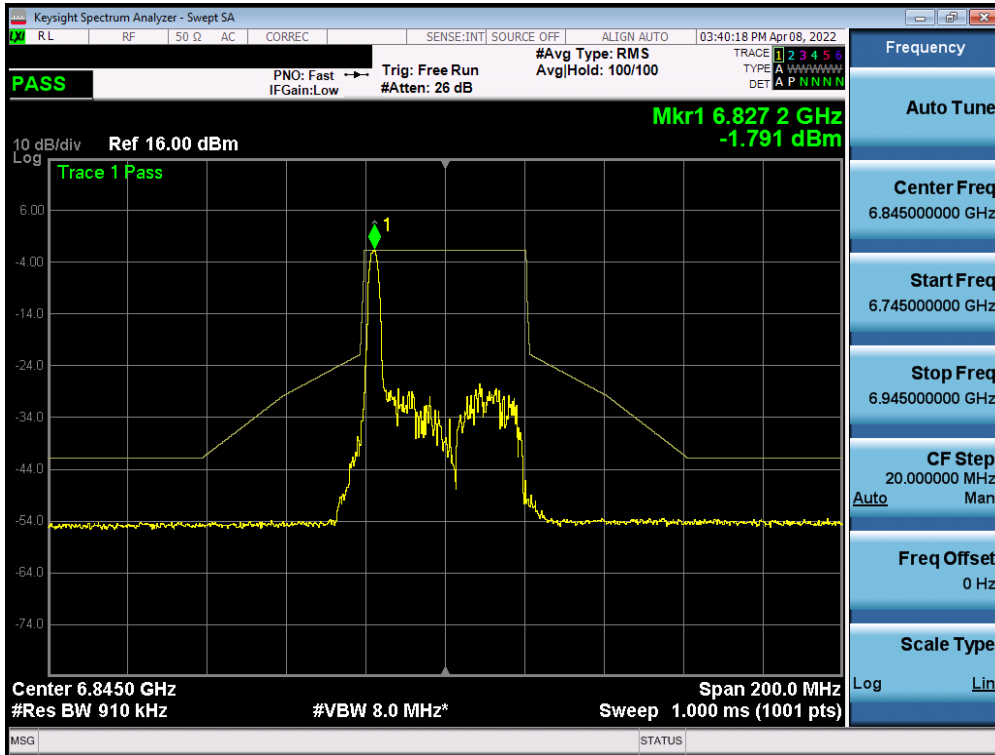 Keysight Spectrum Analyzer - Swept SA
LXI RL RF 50 Ω AC CORREC SENSE:INT SOURCE OFF ALIGN AUTO 03:40:18 PM Apr 08, 2022
PASS
PNO: Fast
IFGain:Low
Trig: Free Run
#Atten: 26 dB
#Avg Type: RMS
Avg|Hold: 100/100
TRACE 1 2 3 4 5 6
TYPE A WWWWW
DET A P N N N N
Mkr1 6.827 2 GHz
-1.791 dBm
10 dB/div Ref 16.00 dBm
Log
Trace 1 Pass
1
6.00
-4.00
-14.0
-24.0
-34.0
-44.0
-54.0
-64.0
-74.0
Center 6.8450 GHz Span 200.0 MHz
#Res BW 910 kHz #VBW 8.0 MHz* Sweep 1.000 ms (1001 pts)
MSG STATUS
Frequency
Auto Tune
Center Freq
6.845000000 GHz
Start Freq
6.745000000 GHz
Stop Freq
6.945000000 GHz
CF Step
20.000000 MHz
Auto Man
Freq Offset
0 Hz
Scale Type
Log Lin